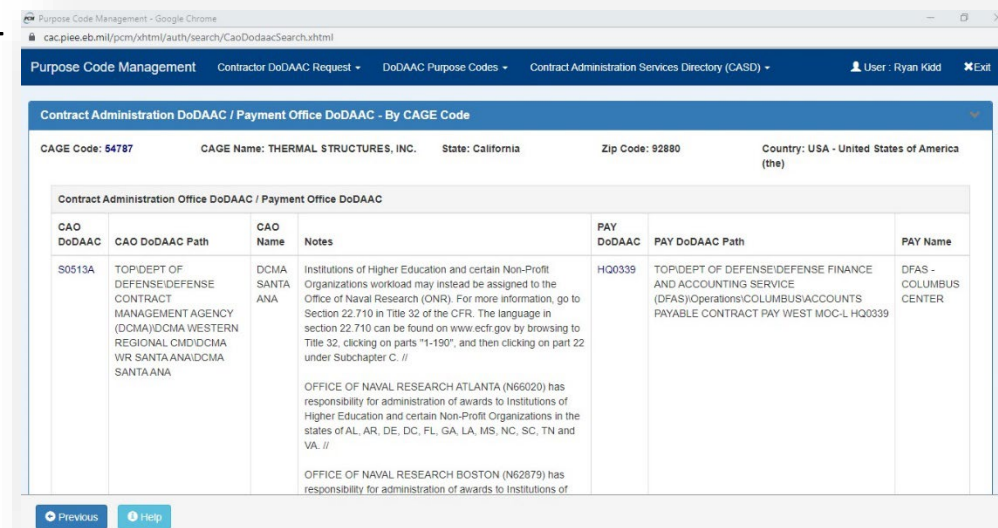 Purpose Code Management - Google Chrome
cac.piee.eb.mil/pcm/xhtml/auth/search/CaoDodaacSearch.xhtml
Purpose Code Management Contractor DoDAAC Request DoDAAC Purpose Codes Contract Administration Services Directory (CASD) User : Ryan Kidd Exit
Contract Administration DoDAAC / Payment Office DoDAAC - By CAGE Code
CAGE Code: 54787 CAGE Name: THERMAL STRUCTURES, INC. State: California Zip Code: 92880 Country: USA - United States of America
(the)
Contract Administration Office DoDAAC / Payment Office DoDAAC
CAO
DoDAAC
CAO DoDAAC Path
CAO
Name
Notes
PAY
DoDAAC
PAY DoDAAC Path
PAY Name
S0513A
TOP\DEPT OF
DEFENSE\DEFENSE
CONTRACT
MANAGEMENT AGENCY
(DCMA)\DCMA WESTERN
REGIONAL CMD\DCMA
WR SANTA ANA\DCMA
SANTA ANA
DCMA
SANTA
ANA
Institutions of Higher Education and certain Non-Profit
Organizations workload may instead be assigned to the
Office of Naval Research (ONR). For more information, go to
Section 22.710 in Title 32 of the CFR. The language in
section 22.710 can be found on www.ecfr.gov by browsing to
Title 32, clicking on parts "1-190", and then clicking on part 22
under Subchapter C. //
OFFICE OF NAVAL RESEARCH ATLANTA (N66020) has
responsibility for administration of awards to Institutions of
Higher Education and certain Non-Profit Organizations in the
states of AL, AR, DE, DC, FL, GA, LA, MS, NC, SC, TN and
VA. //
OFFICE OF NAVAL RESEARCH BOSTON (N62879) has
responsibility for administration of awards to Institutions of
HQ0339
TOP\DEPT OF DEFENSE\DEFENSE FINANCE
AND ACCOUNTING SERVICE
(DFAS)\Operations\COLUMBUS\ACCOUNTS
PAYABLE CONTRACT PAY WEST MOC-L HQ0339
DFAS -
COLUMBUS
CENTER
Previous Help